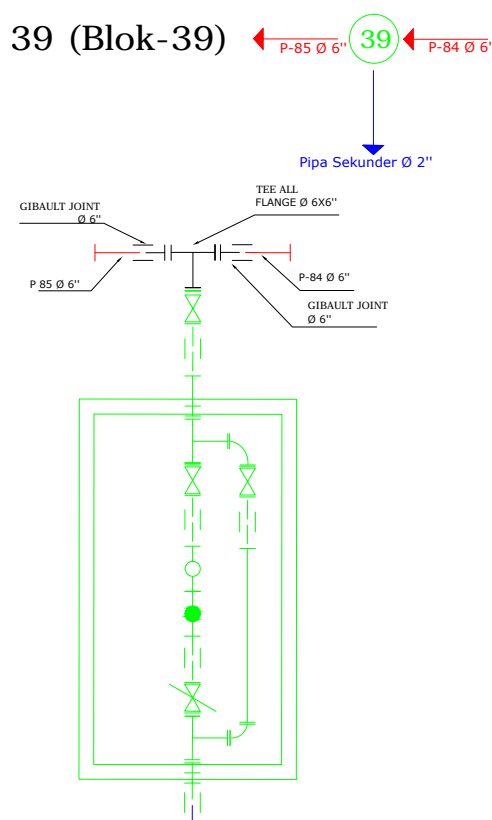 39 (Blok-39)
P-85 Ø 6"
39
P-84 Ø 6"
Pipa Sekunder Ø 2"
TEE ALL
FLANGE Ø 6X6"
GIBAULT JOINT
Ø 6"
P 85 Ø 6"
P-84 Ø 6"
GIBAULT JOINT
Ø 6"